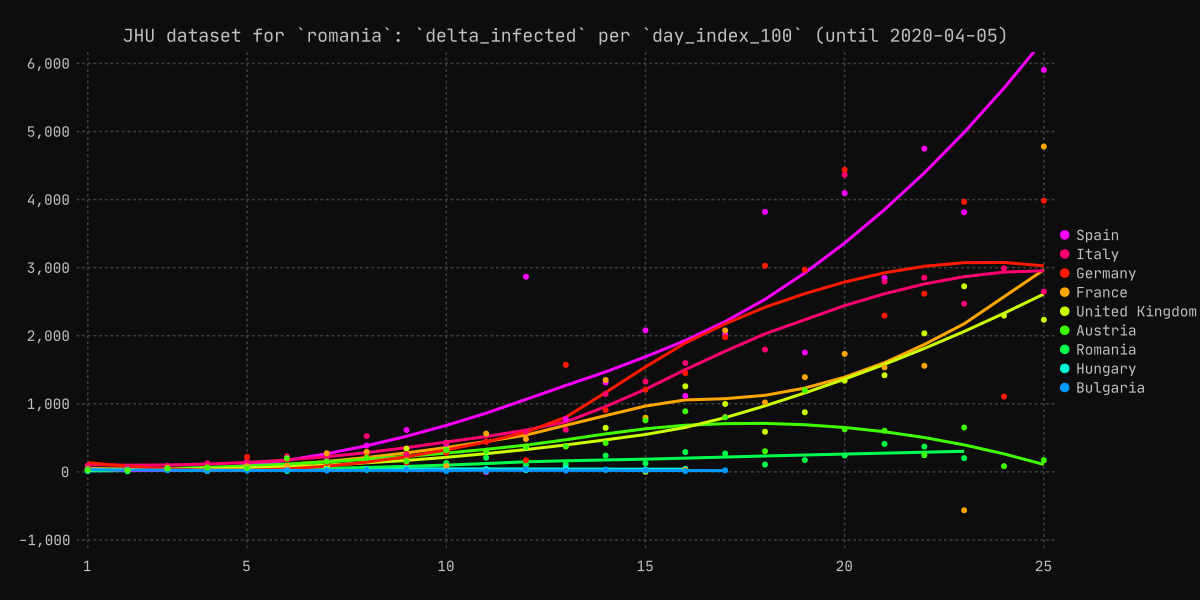 JHU dataset for `romania`: `delta_infected` per `day_index_100` (until 2020-04-05)
6,000
5,000
4,000
3,000
2,000
1,000
0
-1,000
1 5 10 15 20 25
Spain
Italy
Germany
France
United Kingdom
Austria
Romania
Hungary
Bulgaria